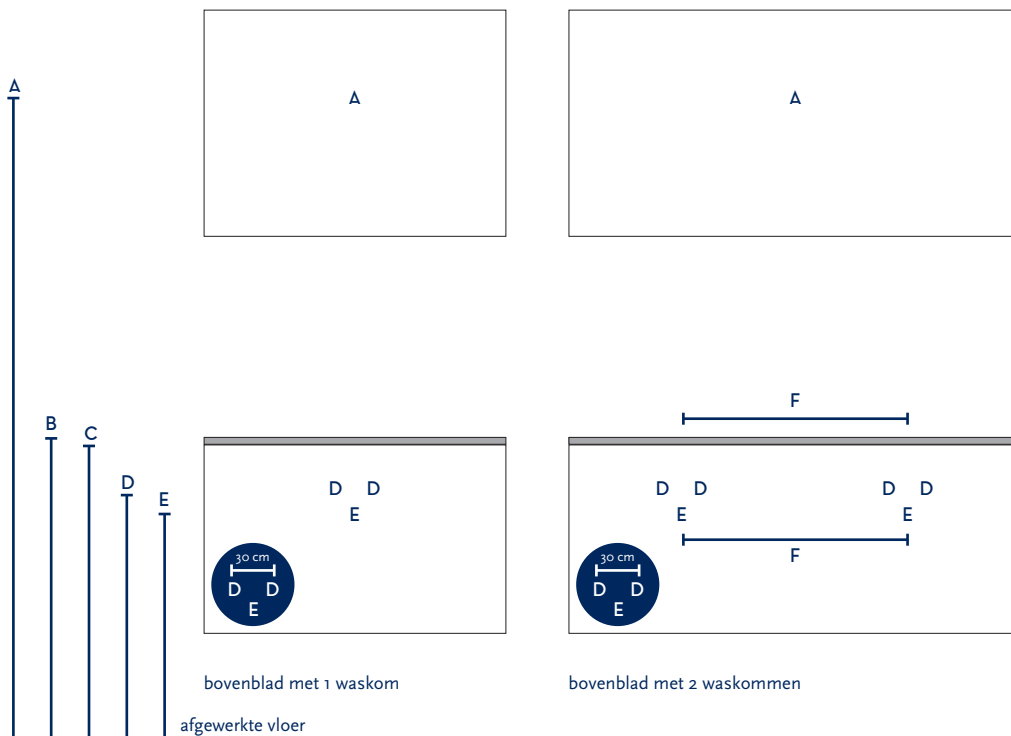 A
A
A
F
B
C
D
E
D D
E
D D
E
D D
E
F
30 cm
D D
E
30 cm
D D
E
bovenblad met 1 waskom
bovenblad met 2 waskommen
afgewerkte vloer